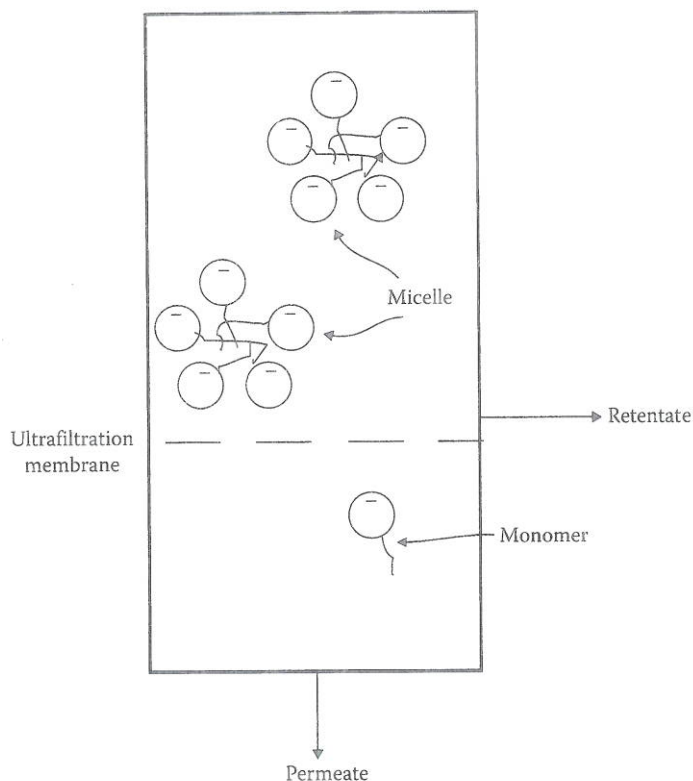 Micelle
Retentate
Ultrafiltration
membrane
Monomer
Permeate